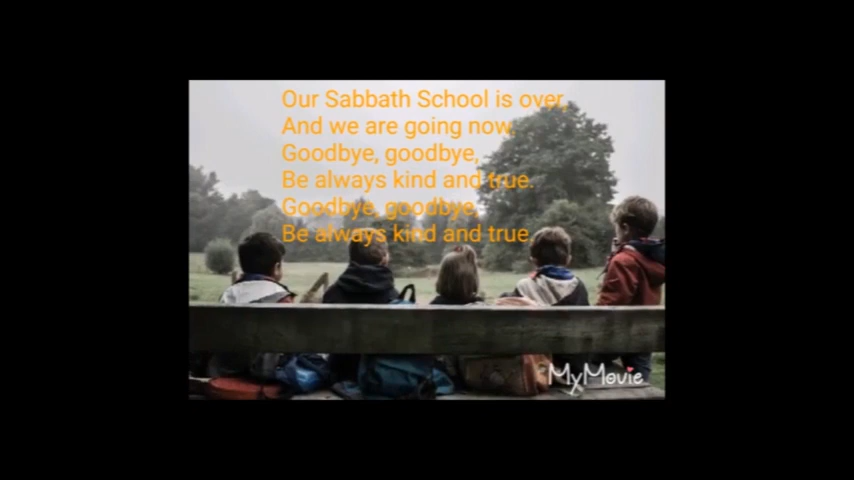 Our Sabbath School is over,
And we are going now.
Goodbye, goodbye,
Be always kind and true.
Goodbye, goodbye,
Be always kind and true.
MyMovie